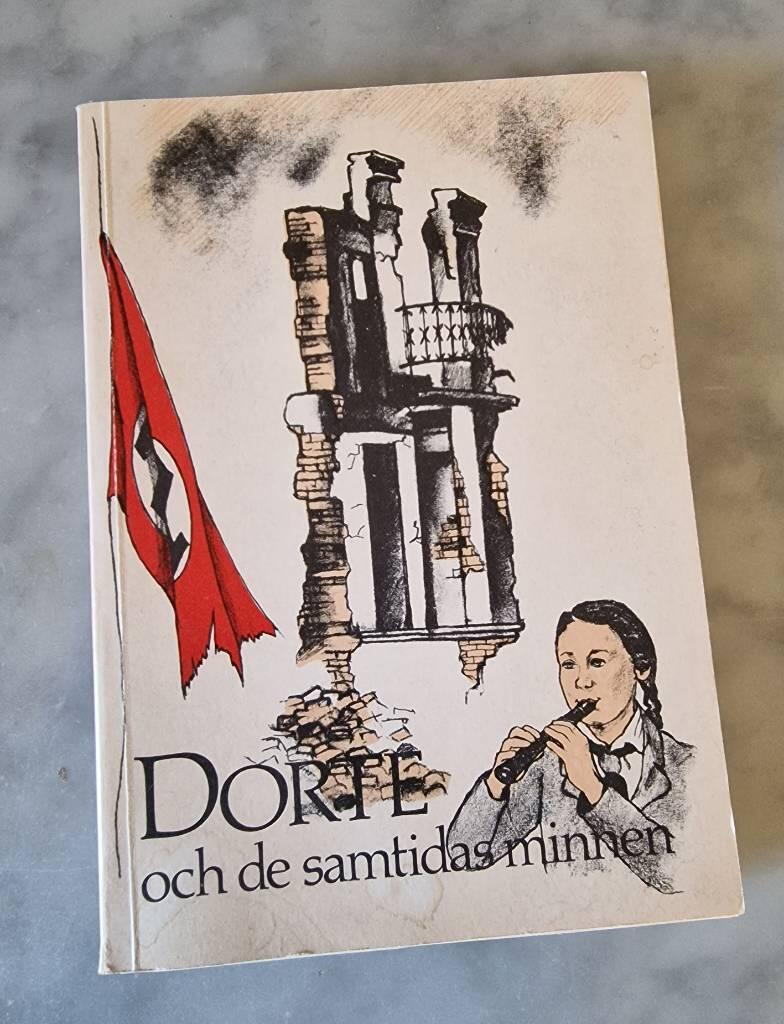 DORTE
och de samtidas minnen